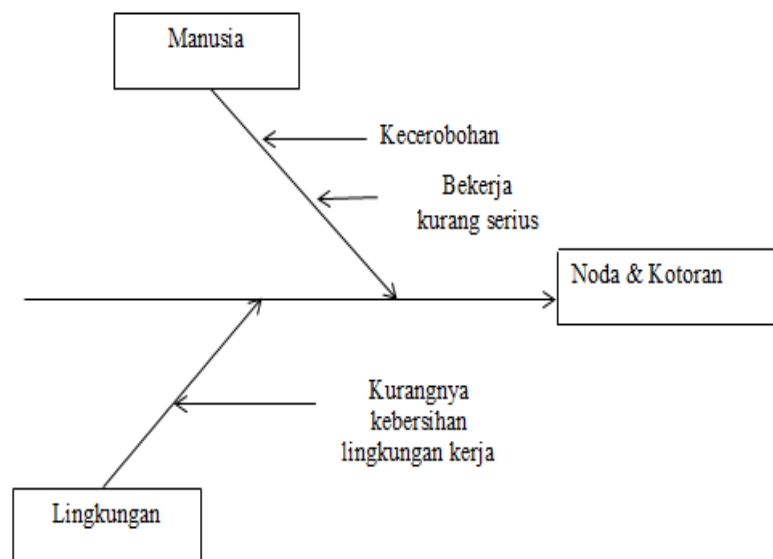 Manusia
Kecerobohan
Bekerja
kurang serius
Noda & Kotoran
Kurangnya
kebersihan
lingkungan kerja
Lingkungan